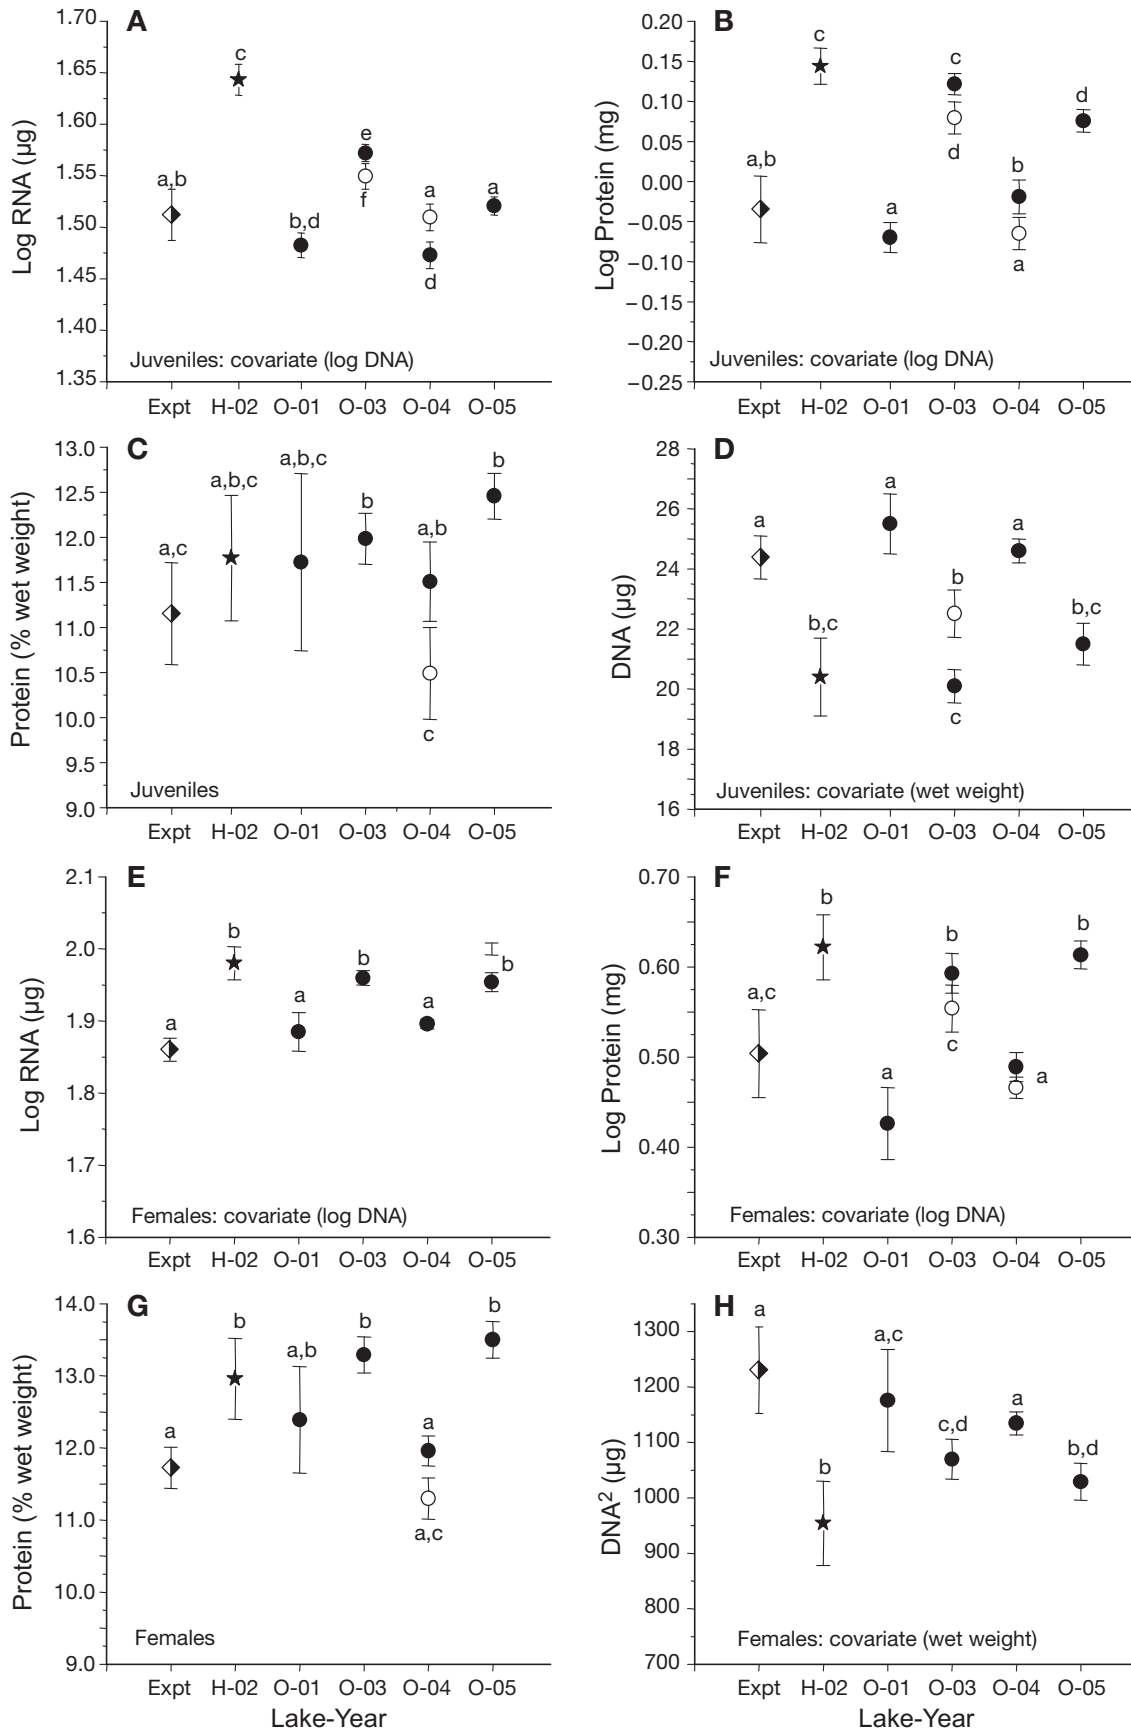 A
1.70
1.65
1.60
1.55
1.50
1.45
1.40
1.35
Log RNA (µg)
a,b
c
b,d
e
f
a
d
a
Juveniles: covariate (log DNA)
Expt H-02 O-01 O-03 O-04 O-05
B
0.20
0.15
0.10
0.05
0.00
−0.05
−0.10
−0.15
−0.20
−0.25
Log Protein (mg)
a,b
c
a
c
d
b
a
d
Juveniles: covariate (log DNA)
Expt H-02 O-01 O-03 O-04 O-05
C
13.0
12.5
12.0
11.5
11.0
10.5
10.0
9.5
9.0
Protein (% wet weight)
a,c
a,b,c
a,b,c
b
a,b
c
b
Juveniles
Expt H-02 O-01 O-03 O-04 O-05
D
28
26
24
22
20
18
16
DNA (µg)
a
b,c
a
b
c
a
b,c
Juveniles: covariate (wet weight)
Expt H-02 O-01 O-03 O-04 O-05
E
2.1
2.0
1.9
1.8
1.7
1.6
Log RNA (µg)
a
b
a
b
a
b
Females: covariate (log DNA)
Expt H-02 O-01 O-03 O-04 O-05
F
0.70
0.60
0.50
0.40
0.30
Log Protein (mg)
a,c
b
a
b
c
a
b
Females: covariate (log DNA)
Expt H-02 O-01 O-03 O-04 O-05
G
14.0
13.0
12.0
11.0
10.0
9.0
Protein (% wet weight)
a
b
a,b
b
a
a,c
b
Females
Expt H-02 O-01 O-03 O-04 O-05
Lake-Year
H
1300
1200
1100
1000
900
800
700
DNA² (µg)
a
b
a,c
c,d
a
b,d
Females: covariate (wet weight)
Expt H-02 O-01 O-03 O-04 O-05
Lake-Year